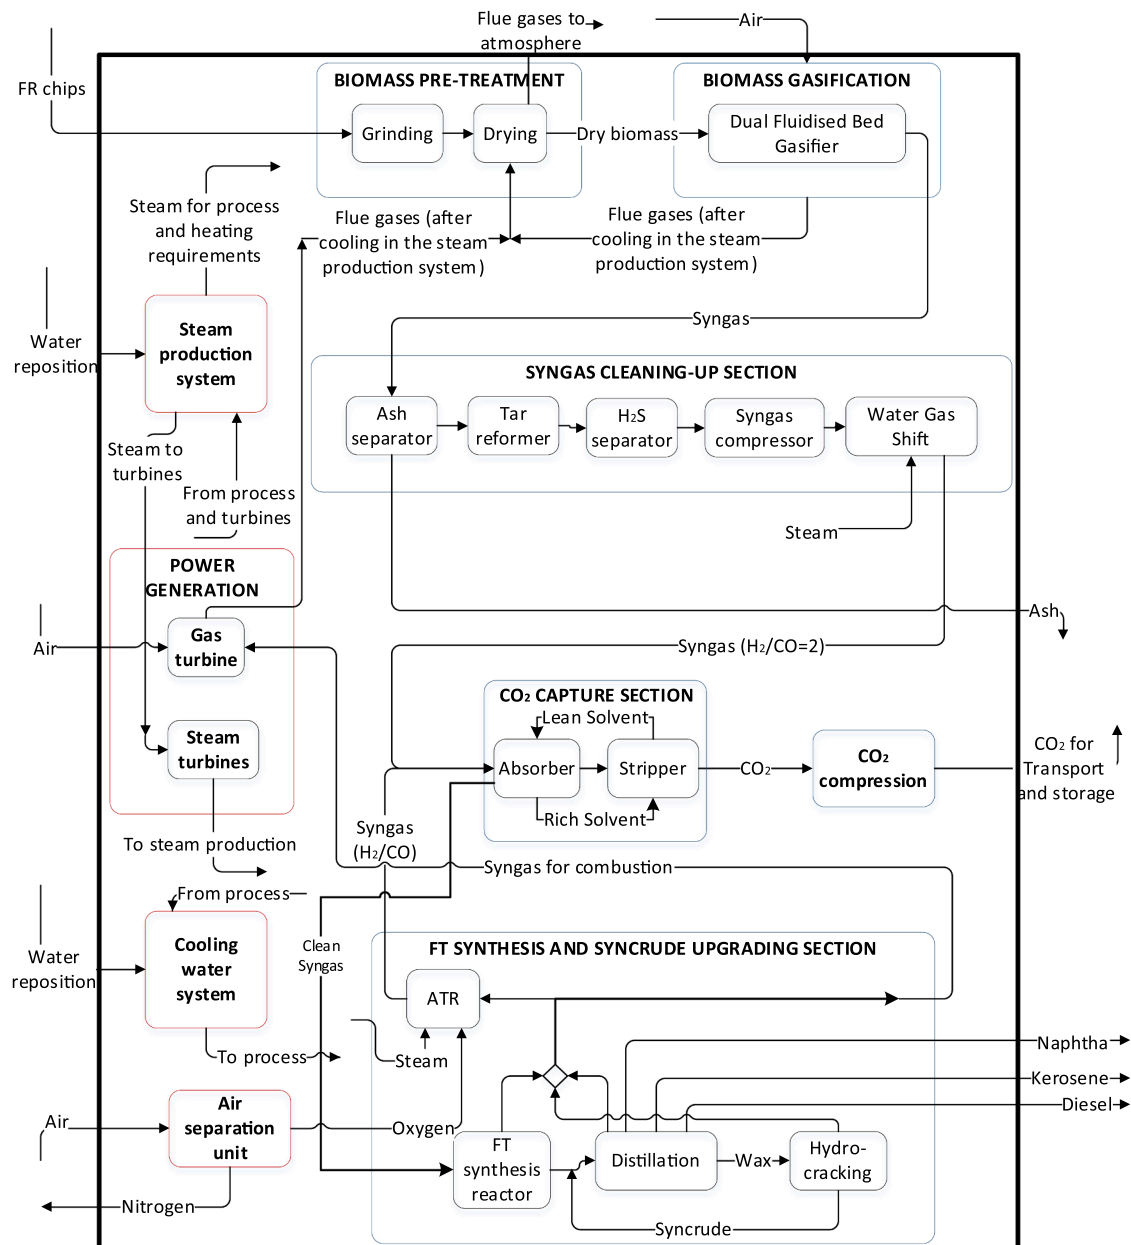 Flue gases to
atmosphere
Air
FR chips
BIOMASS PRE-TREATMENT
BIOMASS GASIFICATION
Grinding
Drying
Dry biomass
Dual Fluidised Bed
Gasifier
Steam for process
and heating
requirements
Flue gases (after
cooling in the steam
production system)
Flue gases (after
cooling in the steam
production system)
Water
reposition
Steam
production
system
Syngas
SYNGAS CLEANING-UP SECTION
Ash
separator
Tar
reformer
H2S
separator
Syngas
compressor
Water Gas
Shift
Steam to
turbines
From process
and turbines
Steam
POWER
GENERATION
Ash
Air
Gas
turbine
Syngas (H2/CO=2)
CO2 CAPTURE SECTION
Lean Solvent
Steam
turbines
Absorber
Stripper
CO2
CO2
compression
CO2 for
Transport
and storage
Rich Solvent
To steam production
Syngas
(H2/CO)
Syngas for combustion
From process
Water
reposition
Cooling
water
system
Clean
Syngas
FT SYNTHESIS AND SYNCRUDE UPGRADING SECTION
ATR
To process
Steam
Naphtha
Kerosene
Diesel
Air
Air
separation
unit
Oxygen
FT
synthesis
reactor
Distillation
Wax
Hydro-
cracking
Nitrogen
Syncrude